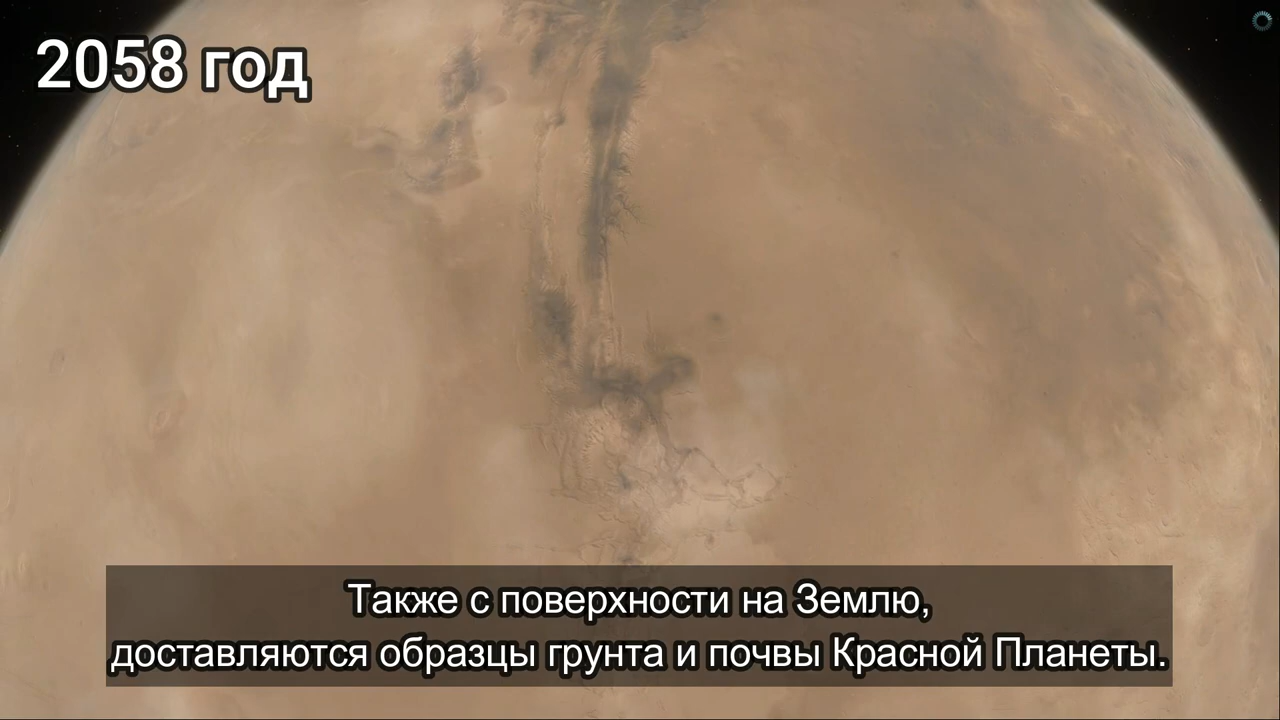 2058 год
Также с поверхности на Землю,
доставляются образцы грунта и почвы Красной Планеты.